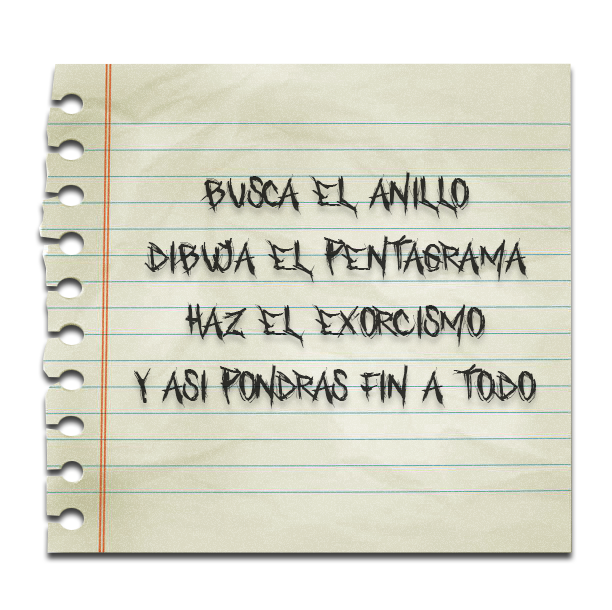 BUSCA EL ANILLO
DIBUJA EL PENTAGRAMA
HAZ EL EXORCISMO
Y ASI PONDRAS FIN A TODO